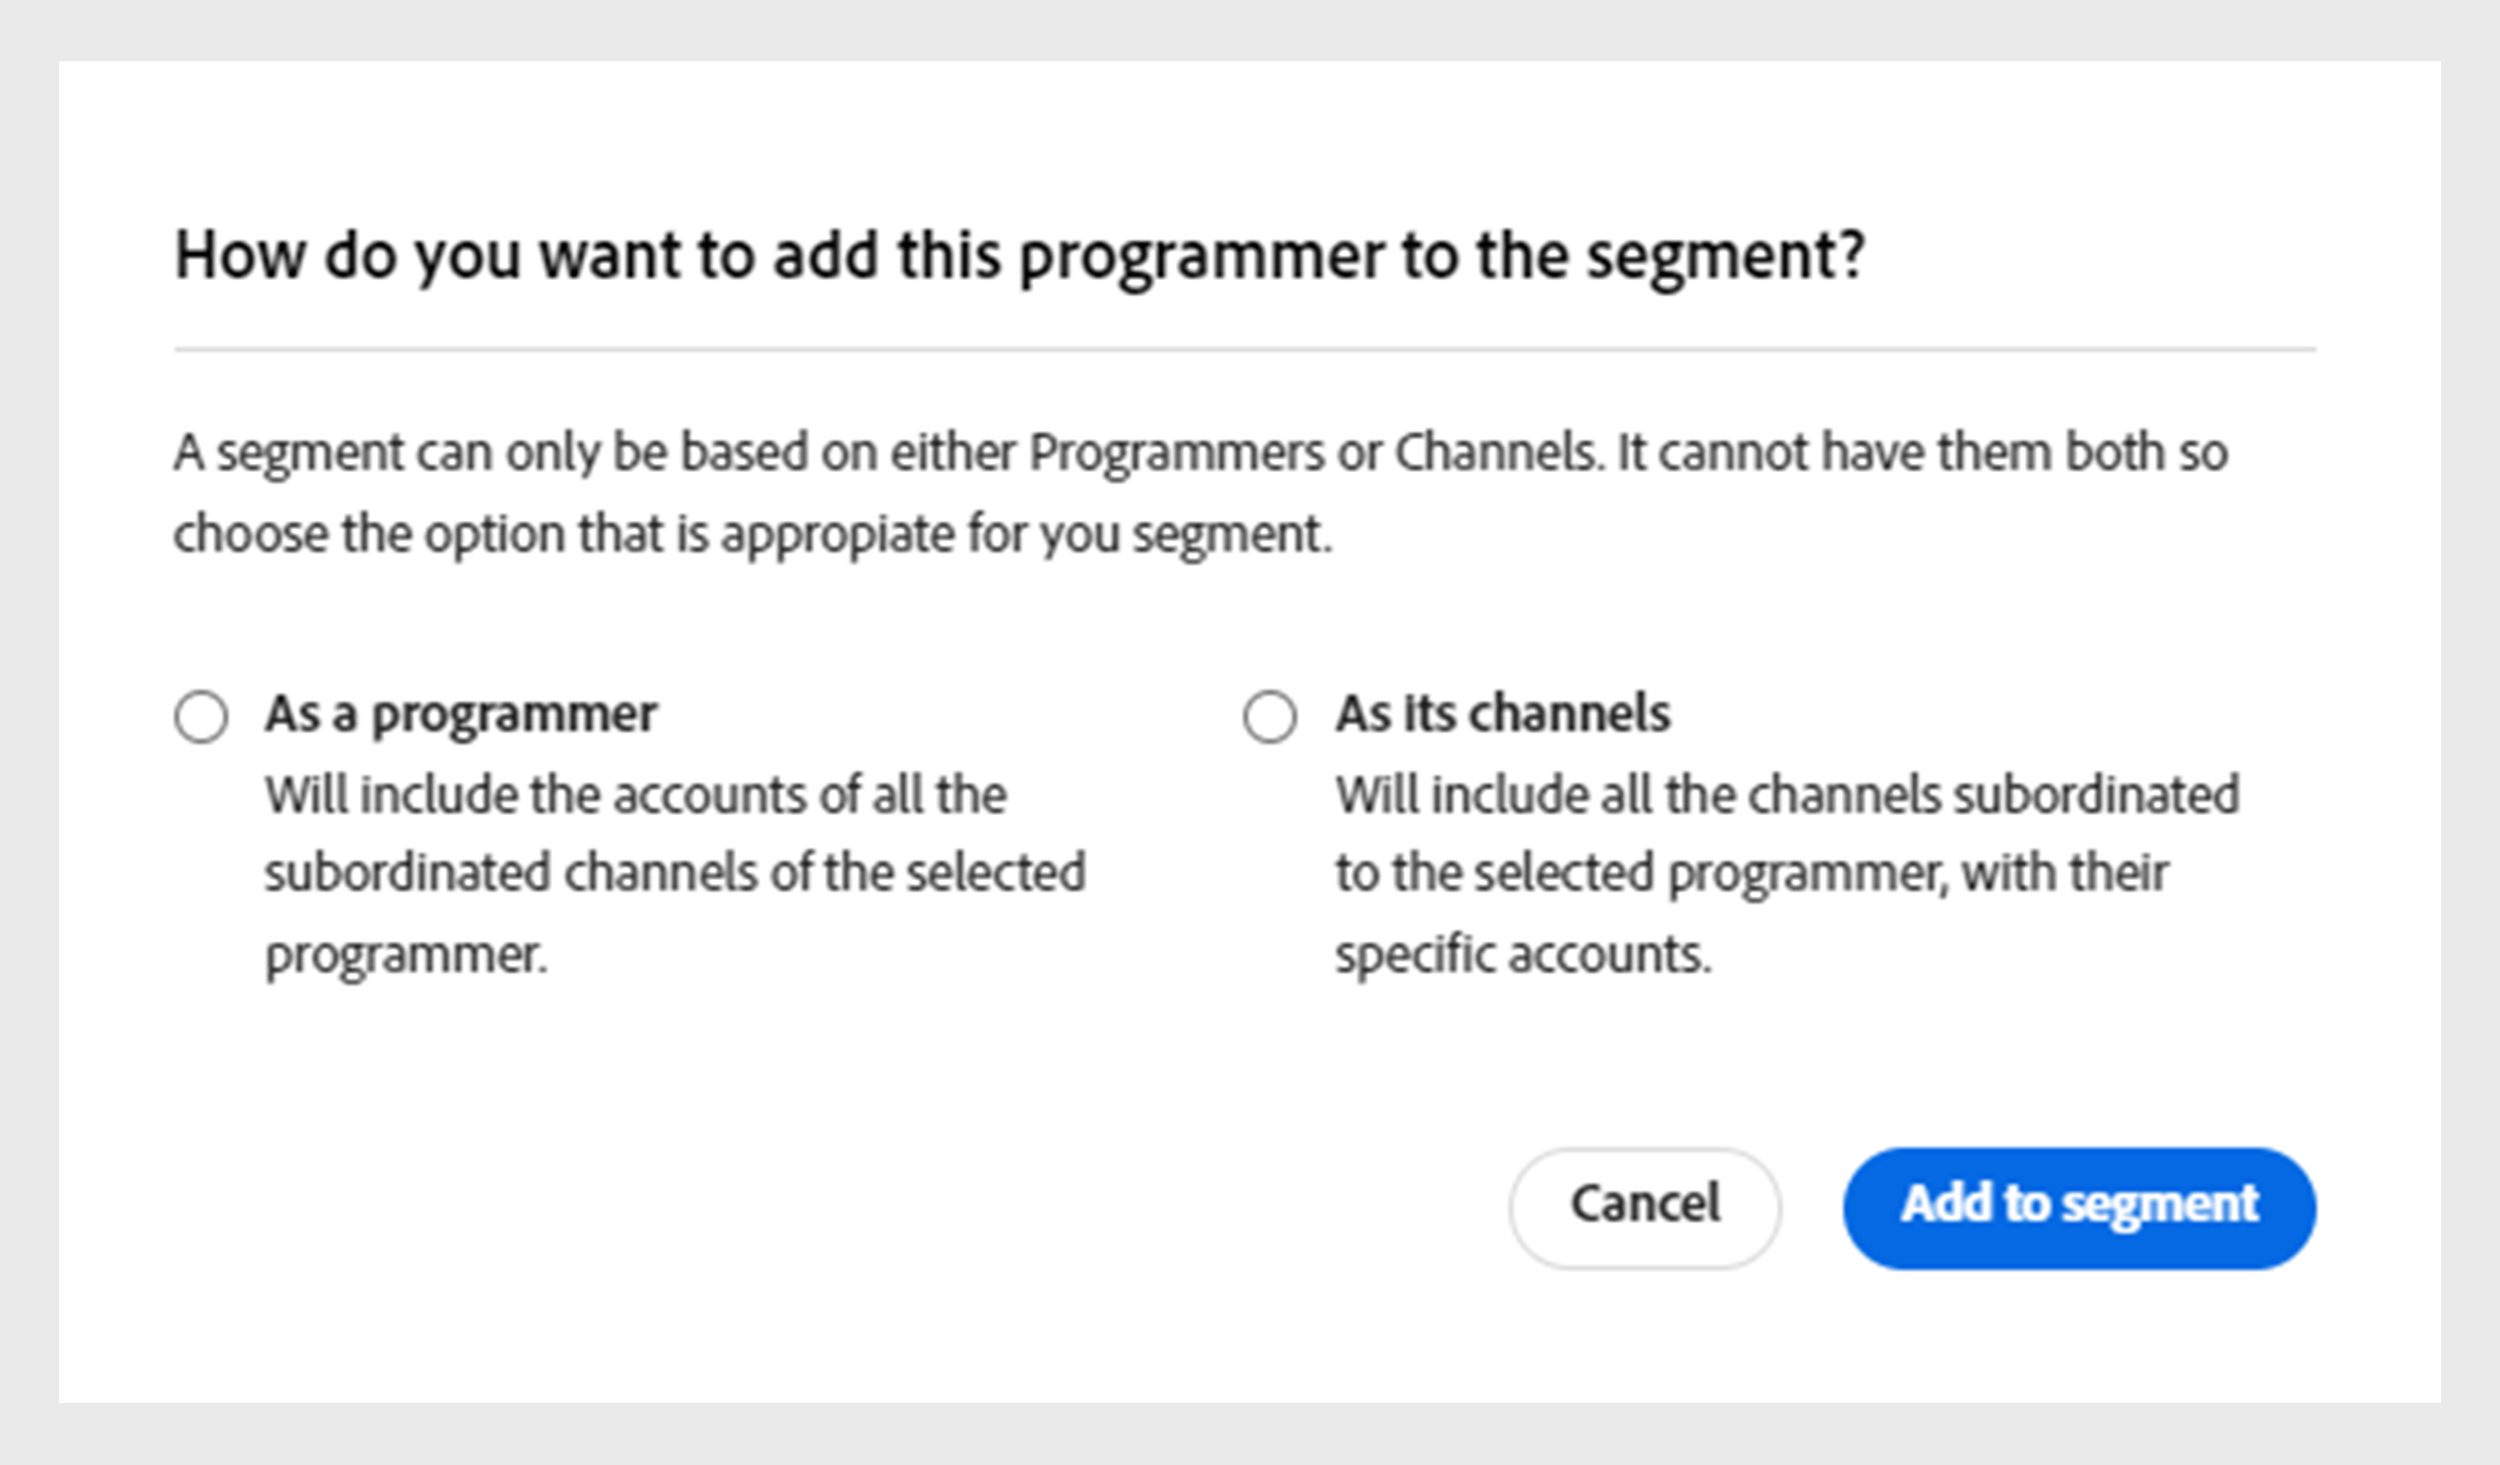 How do you want to add this programmer to the segment?
A segment can only be based on either Programmers or Channels. It cannot have them both so
choose the option that is appropiate for you segment.
As a programmer
Will include the accounts of all the
subordinated channels of the selected
programmer.
As its channels
Will include all the channels subordinated
to the selected programmer, with their
specific accounts.
Cancel
Add to segment